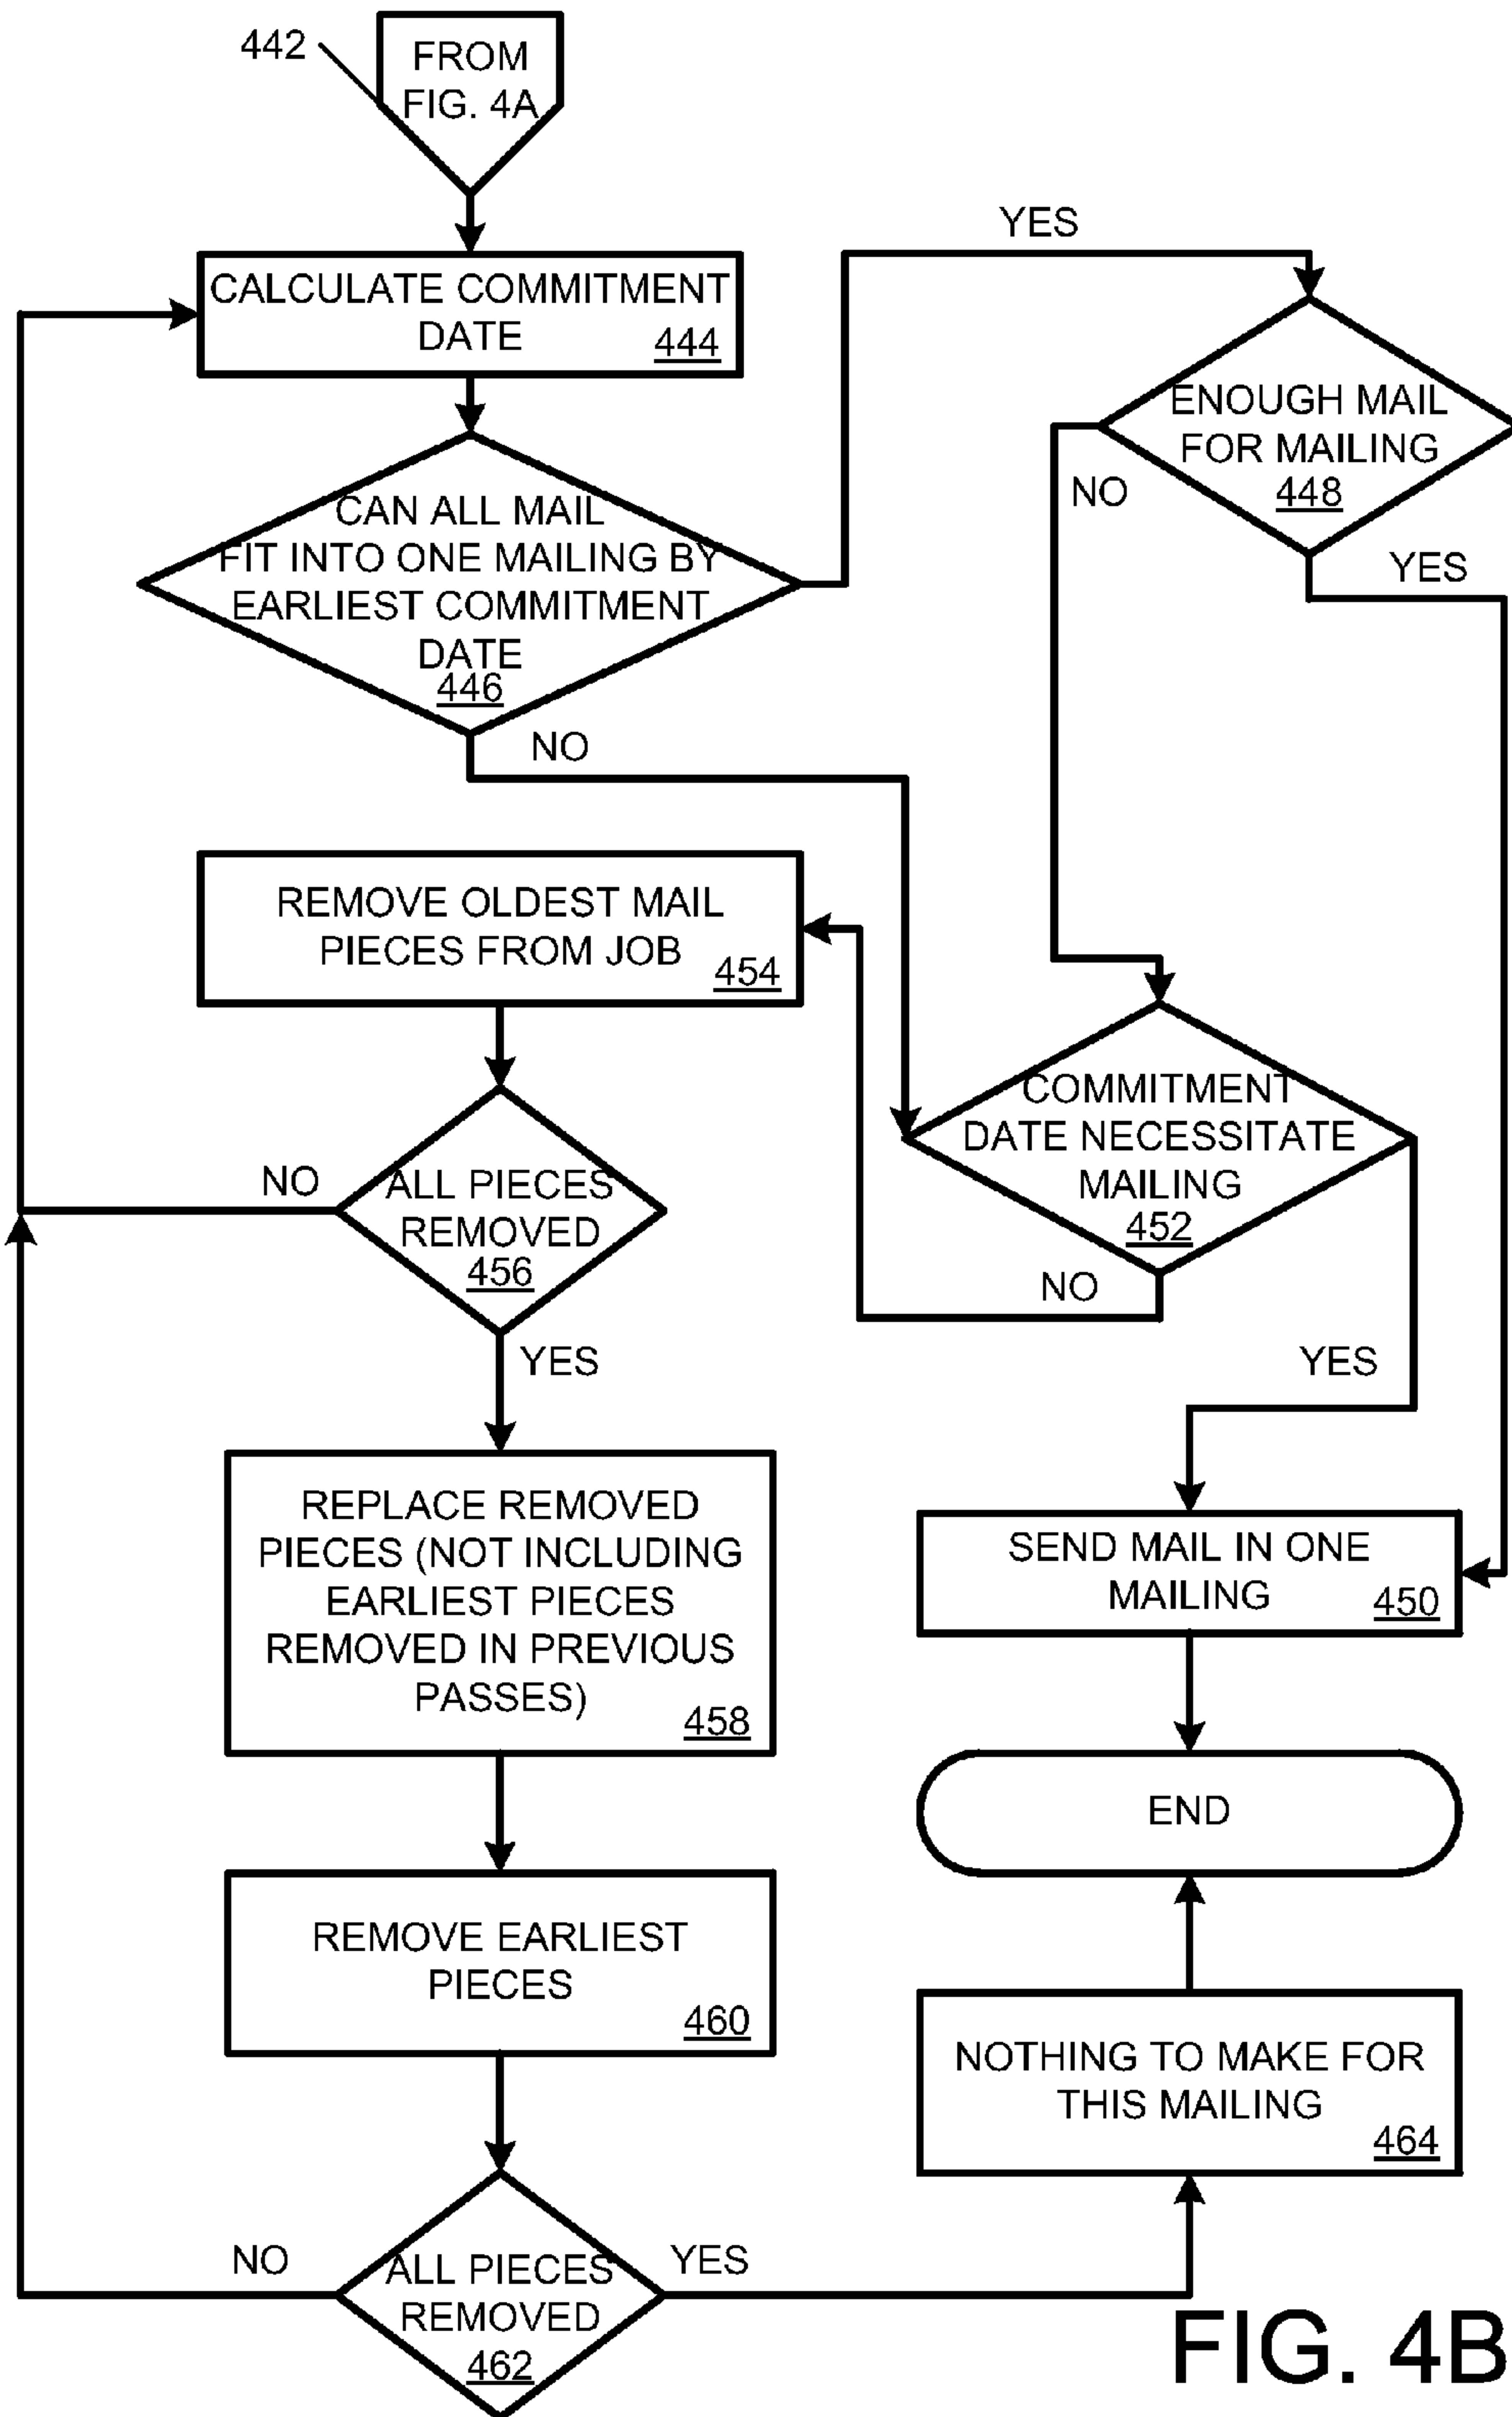 442
FROM
FIG. 4A
CALCULATE COMMITMENT
DATE
444
CAN ALL MAIL
FIT INTO ONE MAILING BY
EARLIEST COMMITMENT
DATE
446
YES
NO
ENOUGH MAIL
FOR MAILING
448
NO
YES
REMOVE OLDEST MAIL
PIECES FROM JOB
454
COMMITMENT
DATE NECESSITATE
MAILING
452
NO
YES
ALL PIECES
REMOVED
456
NO
YES
REPLACE REMOVED
PIECES (NOT INCLUDING
EARLIEST PIECES
REMOVED IN PREVIOUS
PASSES)
458
SEND MAIL IN ONE
MAILING
450
END
REMOVE EARLIEST
PIECES
460
NOTHING TO MAKE FOR
THIS MAILING
464
ALL PIECES
REMOVED
462
NO
YES
FIG. 4B